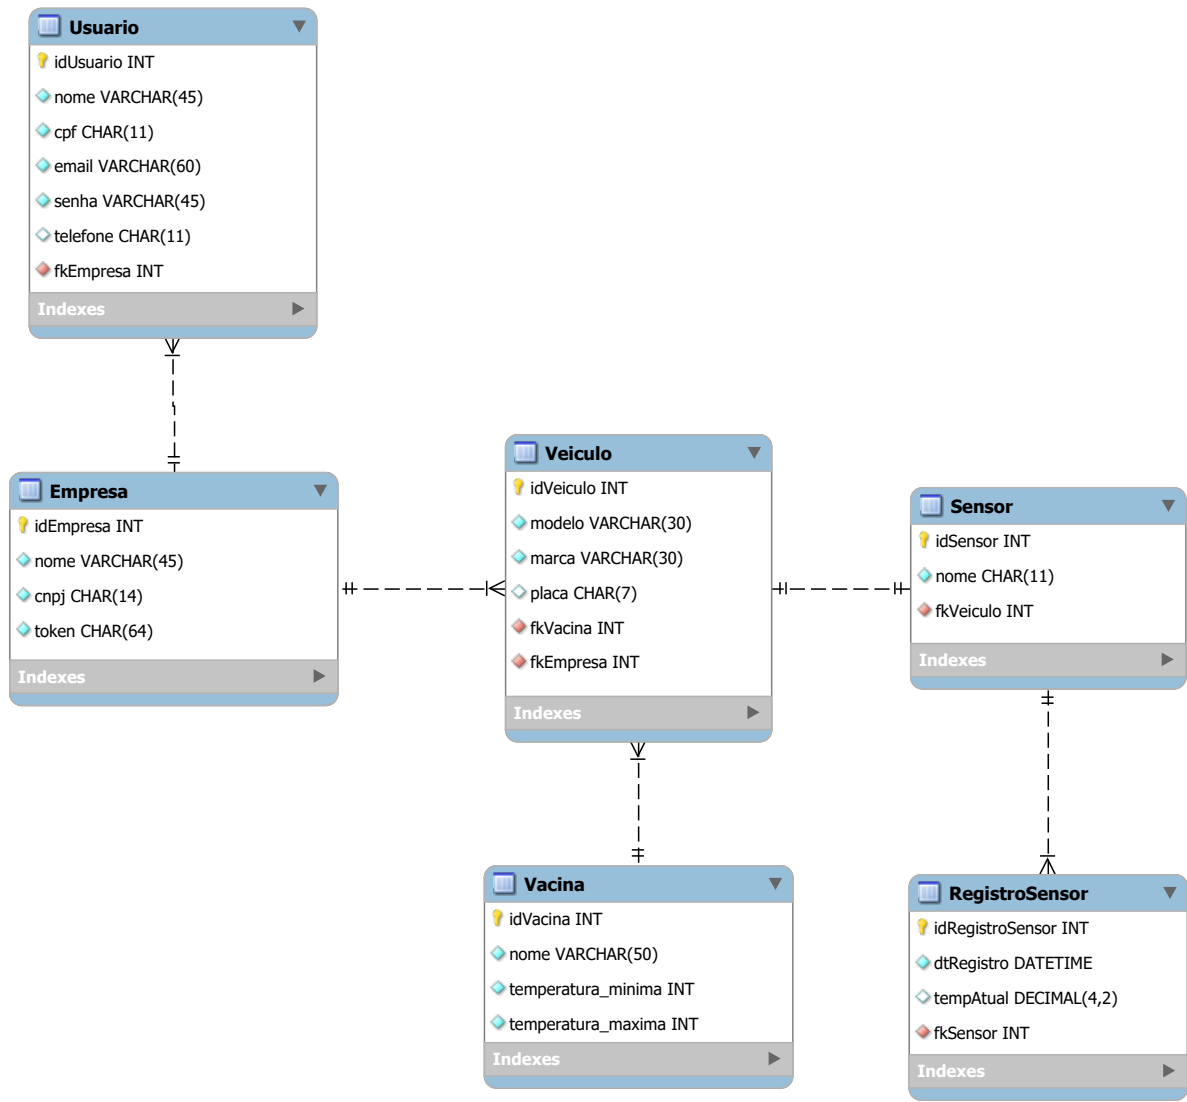 Usuario
idUsuario INT
nome VARCHAR(45)
cpf CHAR(11)
email VARCHAR(60)
senha VARCHAR(45)
telefone CHAR(11)
fkEmpresa INT
Indexes
Empresa
idEmpresa INT
nome VARCHAR(45)
cnpj CHAR(14)
token CHAR(64)
Indexes
Veiculo
idVeiculo INT
modelo VARCHAR(30)
marca VARCHAR(30)
placa CHAR(7)
fkVacina INT
fkEmpresa INT
Indexes
Sensor
idSensor INT
nome CHAR(11)
fkVeiculo INT
Indexes
Vacina
idVacina INT
nome VARCHAR(50)
temperatura_minima INT
temperatura_maxima INT
Indexes
RegistroSensor
idRegistroSensor INT
dtRegistro DATETIME
tempAtual DECIMAL(4,2)
fkSensor INT
Indexes